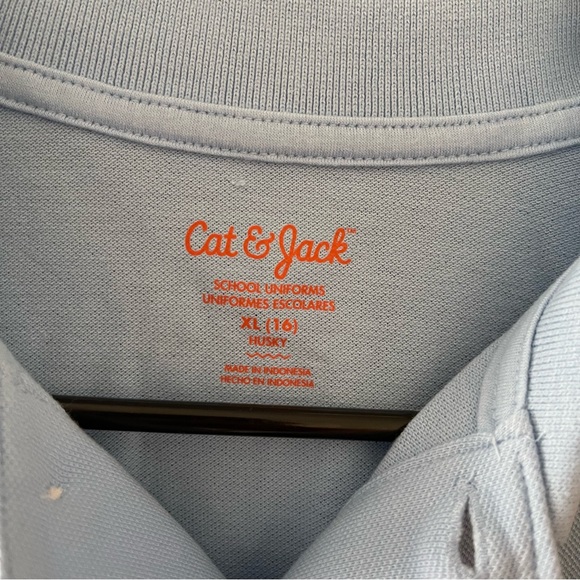 Cat & Jack™
SCHOOL UNIFORMS
UNIFORMES ESCOLARES
XL (16)
HUSKY
MADE IN INDONESIA
HECHO EN INDONESIA